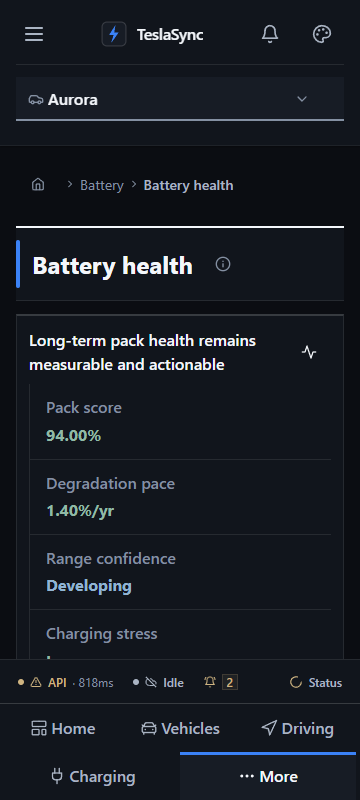 TeslaSync
Aurora
Battery
Battery health
Battery health
Long-term pack health remains
measurable and actionable
Pack score
94.00%
Degradation pace
1.40%/yr
Range confidence
Developing
Charging stress
API · 818ms
Idle
2
Status
Home
Vehicles
Driving
Charging
More